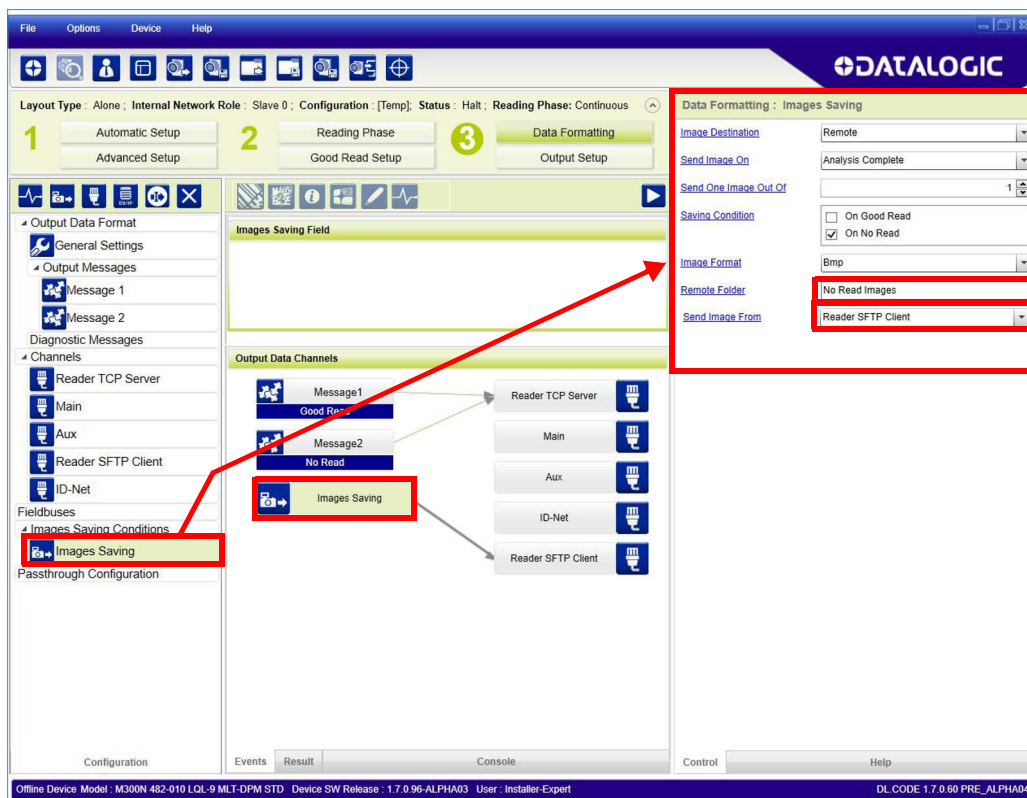 File Options Device Help
DATALOGIC
Layout Type : Alone ; Internal Network Role : Slave 0 ; Configuration : [Temp]; Status : Halt ; Reading Phase: Continuous
1 Automatic Setup
Advanced Setup
2 Reading Phase
Good Read Setup
3 Data Formatting
Output Setup
Output Data Format
General Settings
Output Messages
Message 1
Message 2
Diagnostic Messages
Channels
Reader TCP Server
Main
Aux
Reader SFTP Client
ID-Net
Fieldbuses
Images Saving Conditions
Images Saving
Passthrough Configuration
Configuration
Images Saving Field
Output Data Channels
Message1
Good Read
Message2
No Read
Images Saving
Reader TCP Server
Main
Aux
ID-Net
Reader SFTP Client
Events Result Console
Data Formatting : Images Saving
Image Destination Remote
Send Image On Analysis Complete
Send One Image Out Of 1
Saving Condition On Good Read
On No Read
Image Format Bmp
Remote Folder No Read Images
Send Image From Reader SFTP Client
Control Help
Offline Device Model : M300N 482-010 LQL-9 MLT-DPM STD Device SW Release : 1.7.0.96-ALPHA03 User : Installer-Expert DL.CODE 1.7.0.60 PRE_ALPHA04